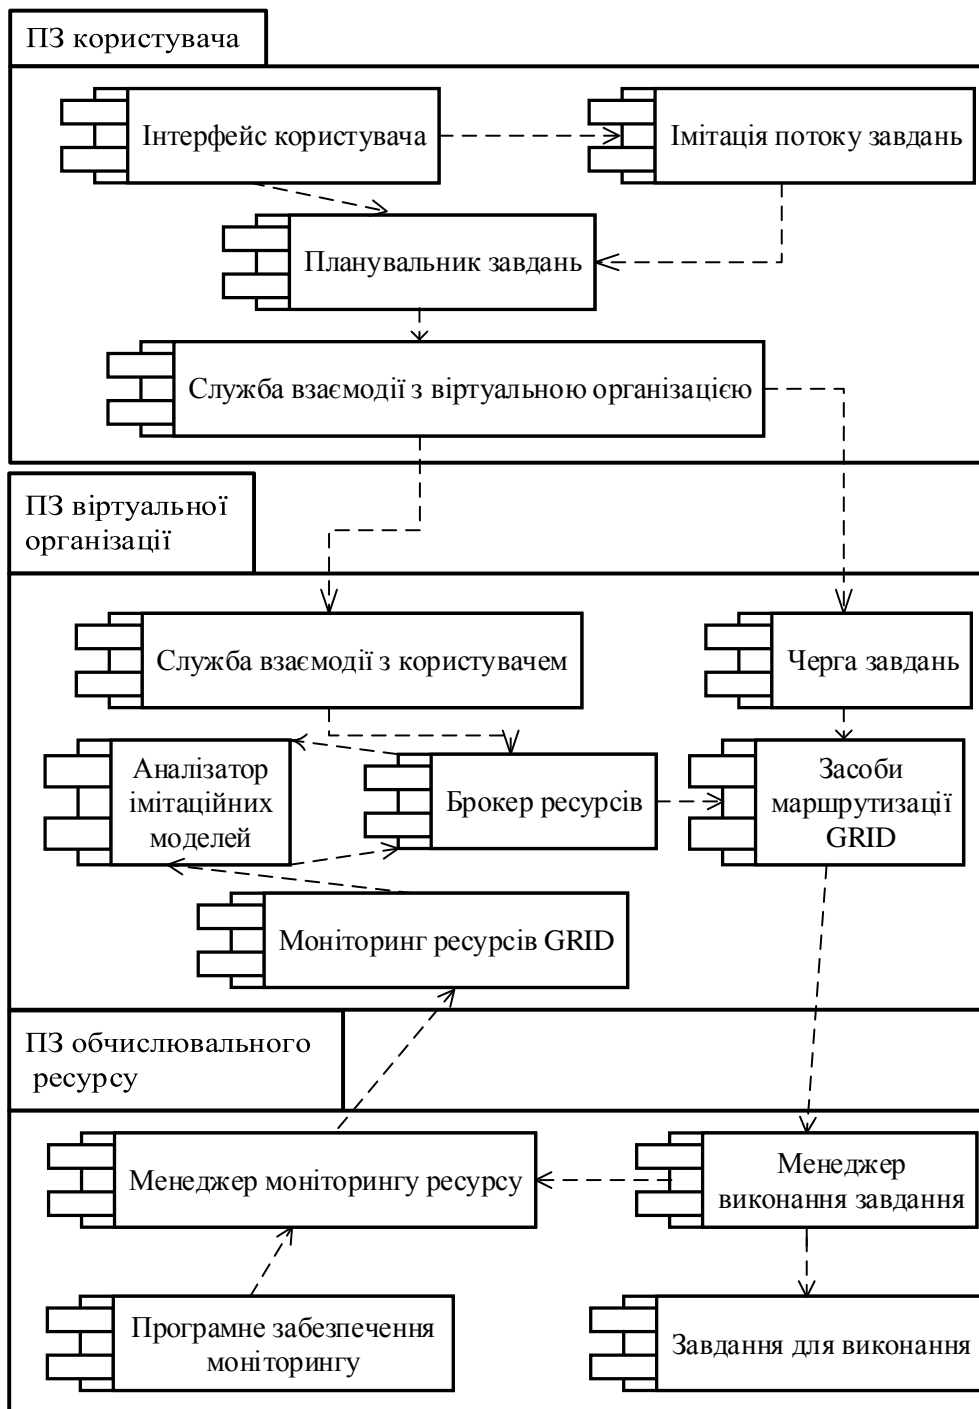 ПЗ користувача
Інтерфейс користувача
Імітація потоку завдань
Планувальник завдань
Служба взаємодії з віртуальною організацією
ПЗ віртуальної
організації
Служба взаємодії з користувачем
Черга завдань
Аналізатор
імітаційних
моделей
Брокер ресурсів
Засоби
маршрутизації
GRID
Моніторинг ресурсів GRID
ПЗ обчислювального
ресурсу
Менеджер моніторингу ресурсу
Менеджер
виконання завдання
Програмне забезпечення
моніторингу
Завдання для виконання